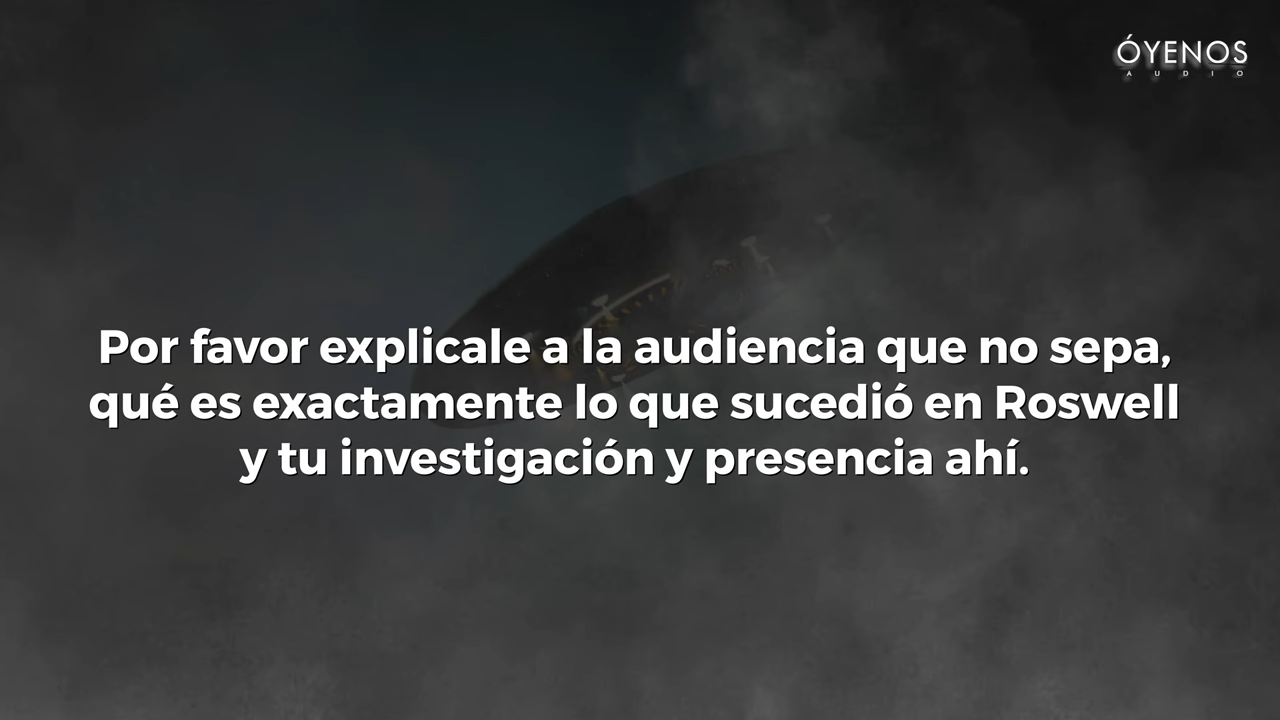 ÓYENOS
AUDIO
Por favor explicale a la audiencia que no sepa,
qué es exactamente lo que sucedió en Roswell
y tu investigación y presencia ahí.